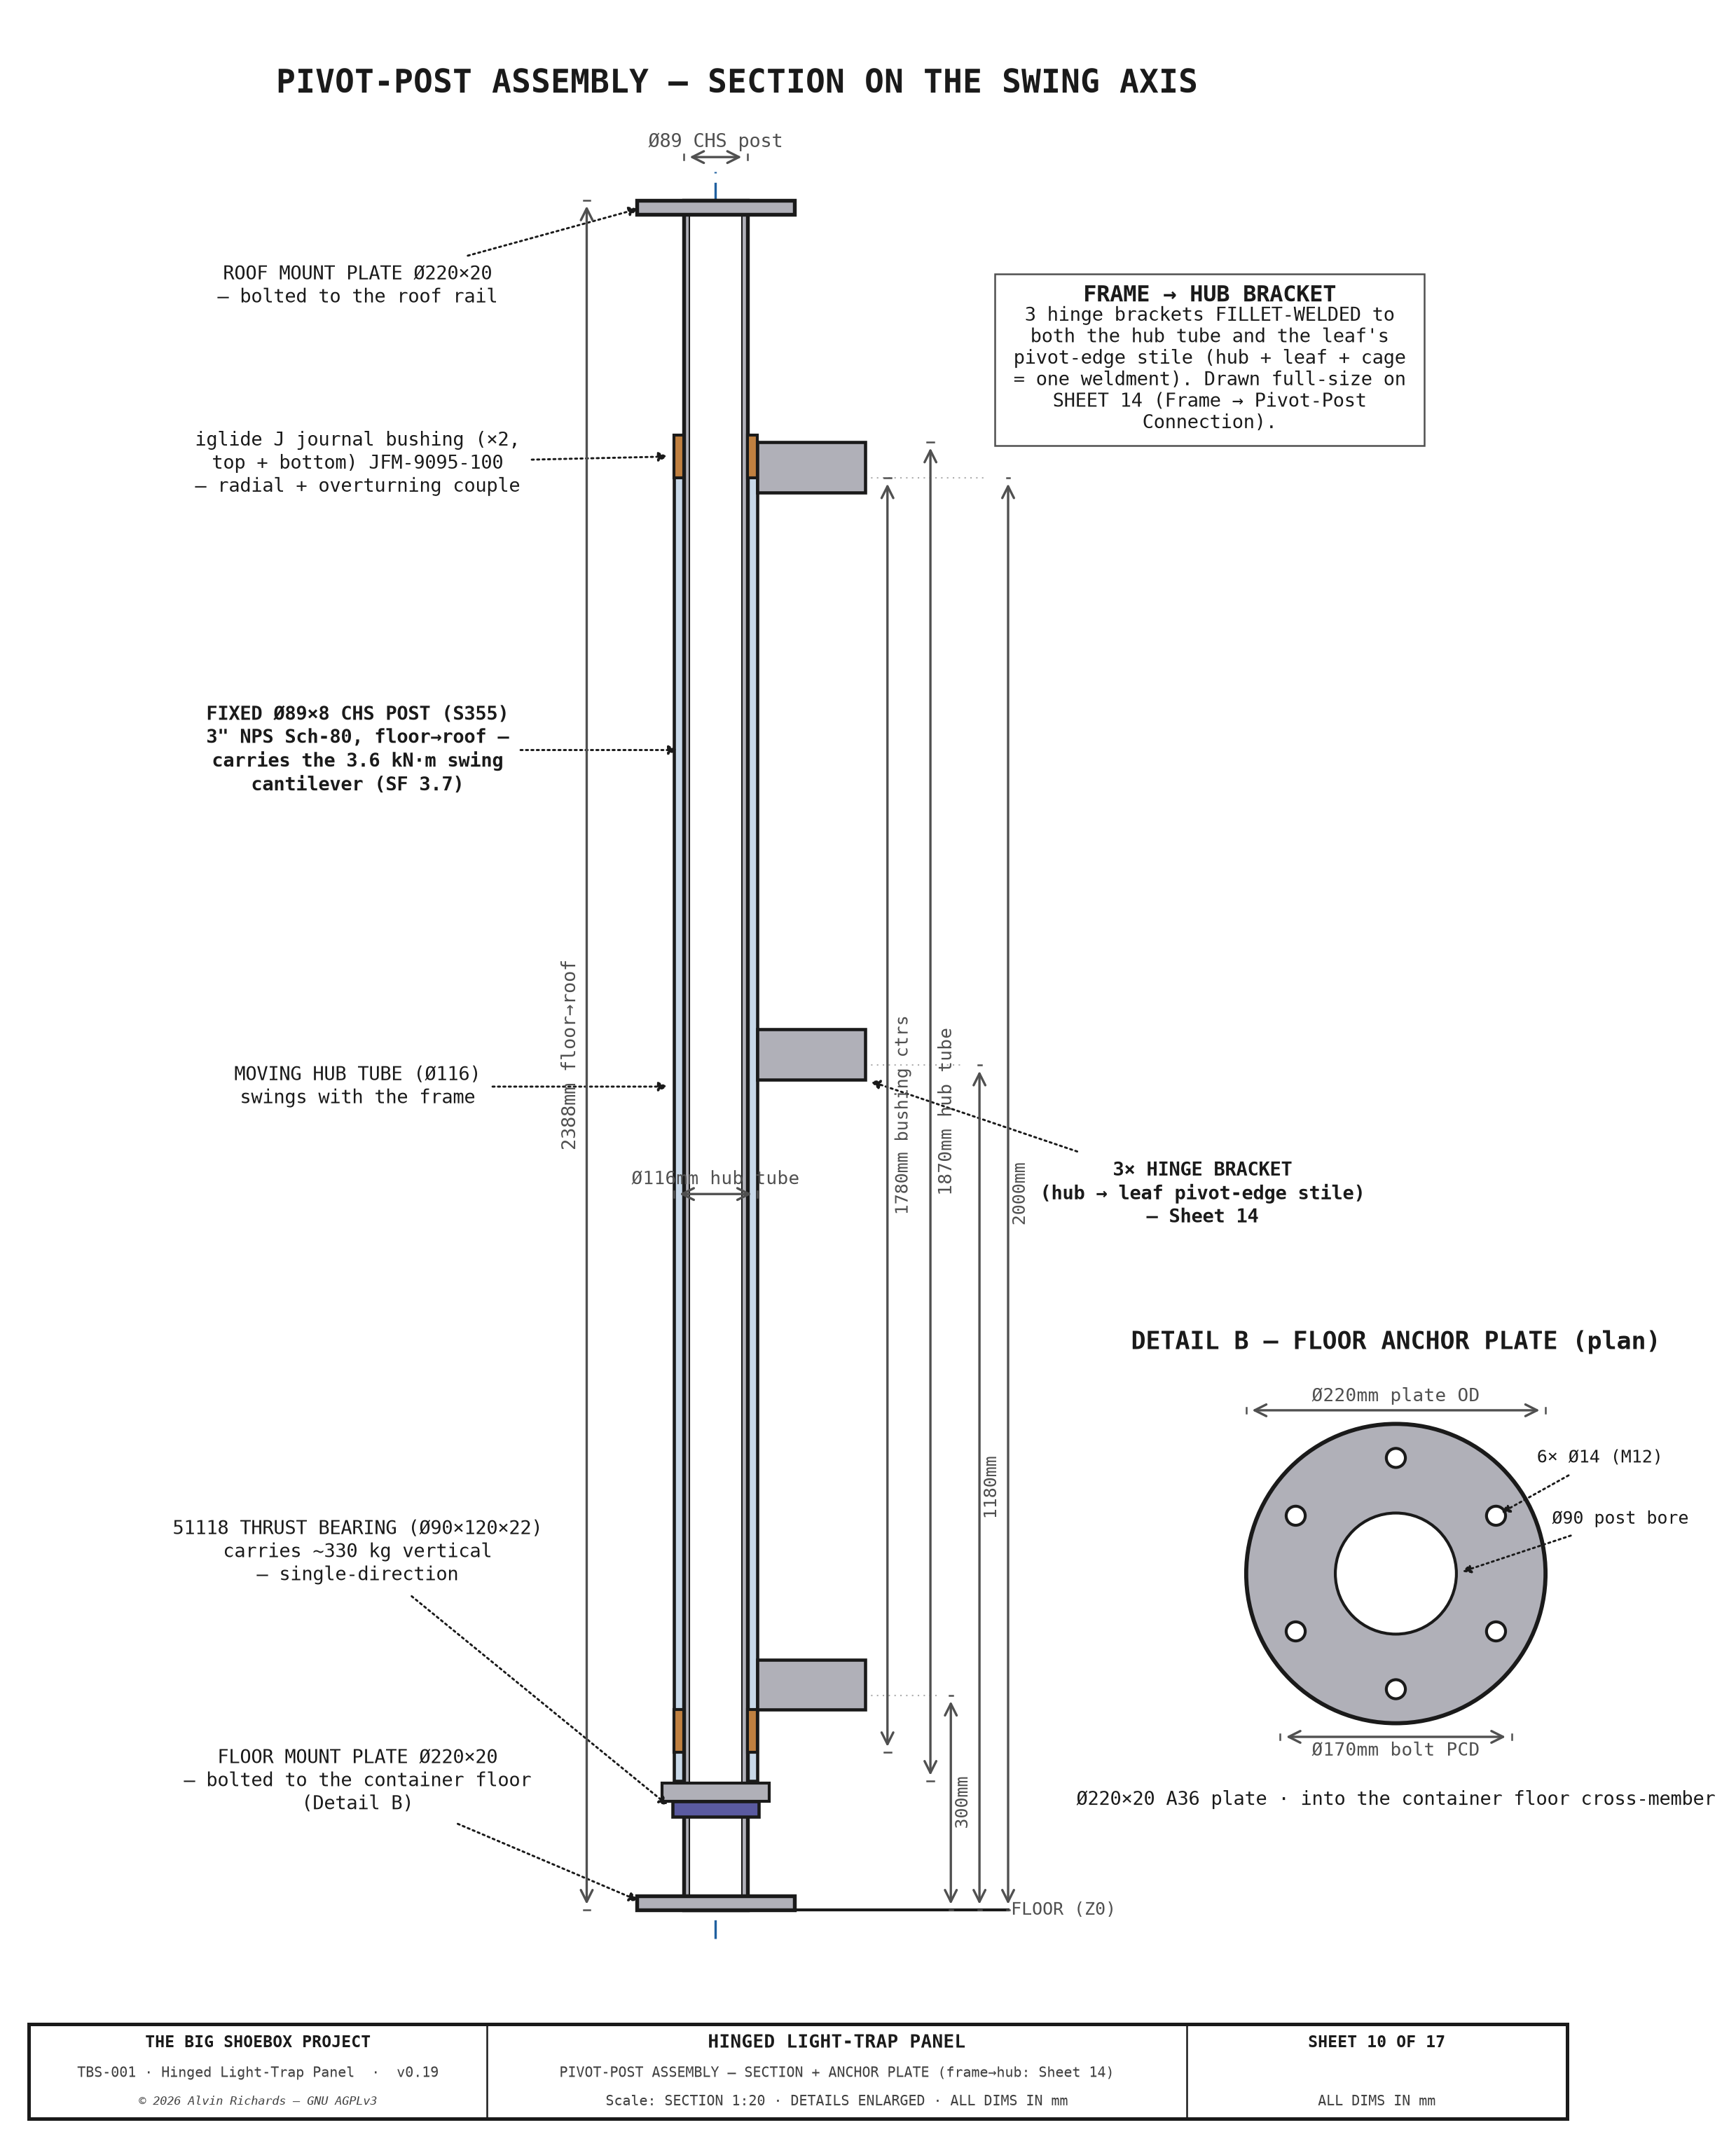 PIVOT-POST ASSEMBLY — SECTION ON THE SWING AXIS
Ø89 CHS post
ROOF MOUNT PLATE Ø220×20
— bolted to the roof rail
FRAME → HUB BRACKET
3 hinge brackets FILLET-WELDED to
both the hub tube and the leaf's
pivot-edge stile (hub + leaf + cage
= one weldment). Drawn full-size on
SHEET 14 (Frame → Pivot-Post
Connection).
iglide J journal bushing (×2,
top + bottom) JFM-9095-100
— radial + overturning couple
FIXED Ø89×8 CHS POST (S355)
3" NPS Sch-80, floor→roof —
carries the 3.6 kN·m swing
cantilever (SF 3.7)
2388mm floor→roof
MOVING HUB TUBE (Ø116)
swings with the frame
Ø116mm hub tube
1780mm bushing ctrs
1870mm hub tube
2000mm
3× HINGE BRACKET
(hub → leaf pivot-edge stile)
— Sheet 14
1180mm
300mm
51118 THRUST BEARING (Ø90×120×22)
carries ~330 kg vertical
— single-direction
FLOOR MOUNT PLATE Ø220×20
— bolted to the container floor
(Detail B)
FLOOR (Z0)
DETAIL B — FLOOR ANCHOR PLATE (plan)
Ø220mm plate OD
6× Ø14 (M12)
Ø90 post bore
Ø170mm bolt PCD
Ø220×20 A36 plate · into the container floor cross-member
THE BIG SHOEBOX PROJECT
TBS-001 · Hinged Light-Trap Panel · v0.19
© 2026 Alvin Richards — GNU AGPLv3
HINGED LIGHT-TRAP PANEL
PIVOT-POST ASSEMBLY — SECTION + ANCHOR PLATE (frame→hub: Sheet 14)
Scale: SECTION 1:20 · DETAILS ENLARGED · ALL DIMS IN mm
SHEET 10 OF 17
ALL DIMS IN mm